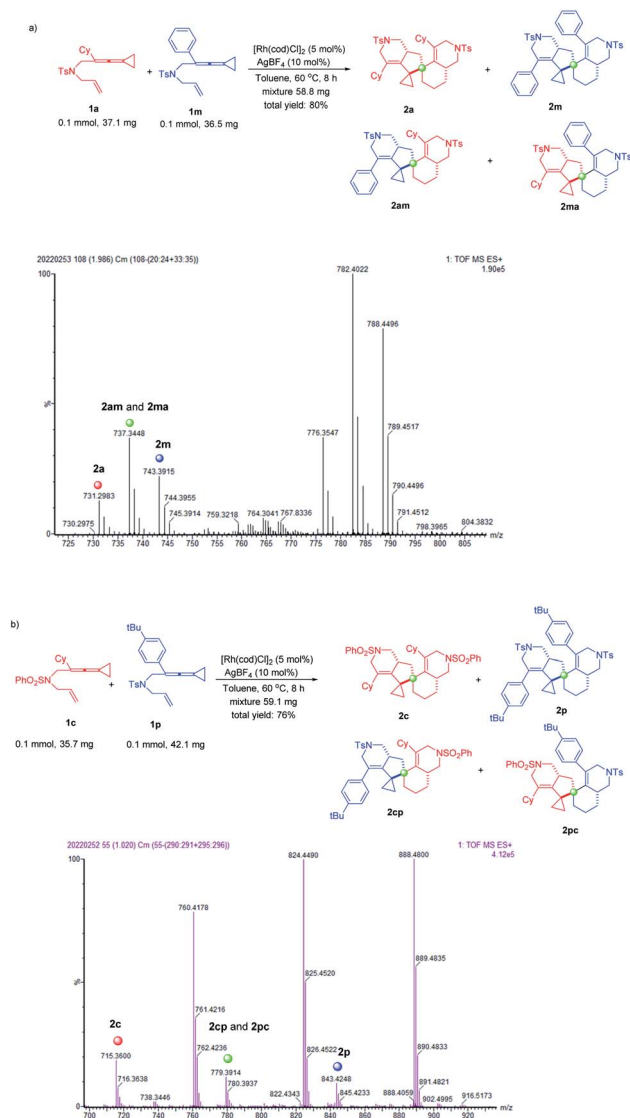 a)
Cy
TsN
1a
0.1 mmol, 37.1 mg
+
TsN
1m
0.1 mmol, 36.5 mg
[Rh(cod)Cl]2 (5 mol%)
AgBF4 (10 mol%)
Toluene, 60 °C, 8 h
mixture 58.8 mg
total yield: 80%
TsN Cy NTs
Cy
2a
+
TsN NTs
2m
TsN Cy NTs
2am
+
TsN NTs
Cy
2ma
20220253 108 (1.986) Cm (108-(20:24+33:35))
1: TOF MS ES+
1.90e5
100
%
0
2a
2am and 2ma
2m
730.2975
731.2983
737.3448
743.3915
744.3955
745.3914
759.3218
764.3041
767.8336
776.3547
782.4022
788.4496
789.4517
790.4496
791.4512
798.3965
804.3832
725 730 735 740 745 750 755 760 765 770 775 780 785 790 795 800 805
m/z
b)
Cy
PhO2S N
1c
0.1 mmol, 35.7 mg
+
tBu
TsN
1p
0.1 mmol, 42.1 mg
[Rh(cod)Cl]2 (5 mol%)
AgBF4 (10 mol%)
Toluene, 60 °C, 8 h
mixture 59.1 mg
total yield: 76%
PhO2SN Cy NSO2Ph
Cy
2c
+
tBu
TsN NTs
tBu
2p
TsN Cy NSO2Ph
tBu
2cp
+
tBu
PhO2SN NTs
Cy
2pc
20220252 55 (1.020) Cm (55-(290:291+295:296))
1: TOF MS ES+
4.12e5
100
%
0
2c
2cp and 2pc
2p
715.3600
716.3638
738.3446
760.4178
761.4216
762.4236
779.3914
780.3937
822.4343
824.4490
825.4520
826.4522
843.4248
845.4233
888.4059
888.4800
889.4835
890.4833
891.4821
902.4995
916.5173
700 720 740 760 780 800 820 840 860 880 900 920
m/z